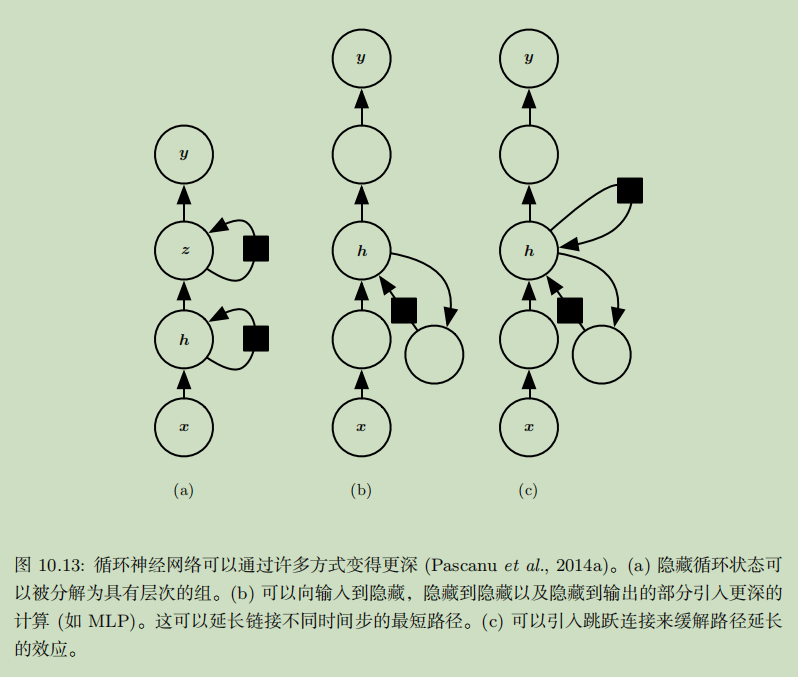 y y
y
z h h
h
x x x
(a) (b) (c)
图 10.13: 循环神经网络可以通过许多方式变得更深 (Pascanu et al., 2014a)。(a) 隐藏循环状态可
以被分解为具有层次的组。(b) 可以向输入到隐藏，隐藏到隐藏以及隐藏到输出的部分引入更深的
计算 (如 MLP)。这可以延长链接不同时间步的最短路径。(c) 可以引入跳跃连接来缓解路径延长
的效应。